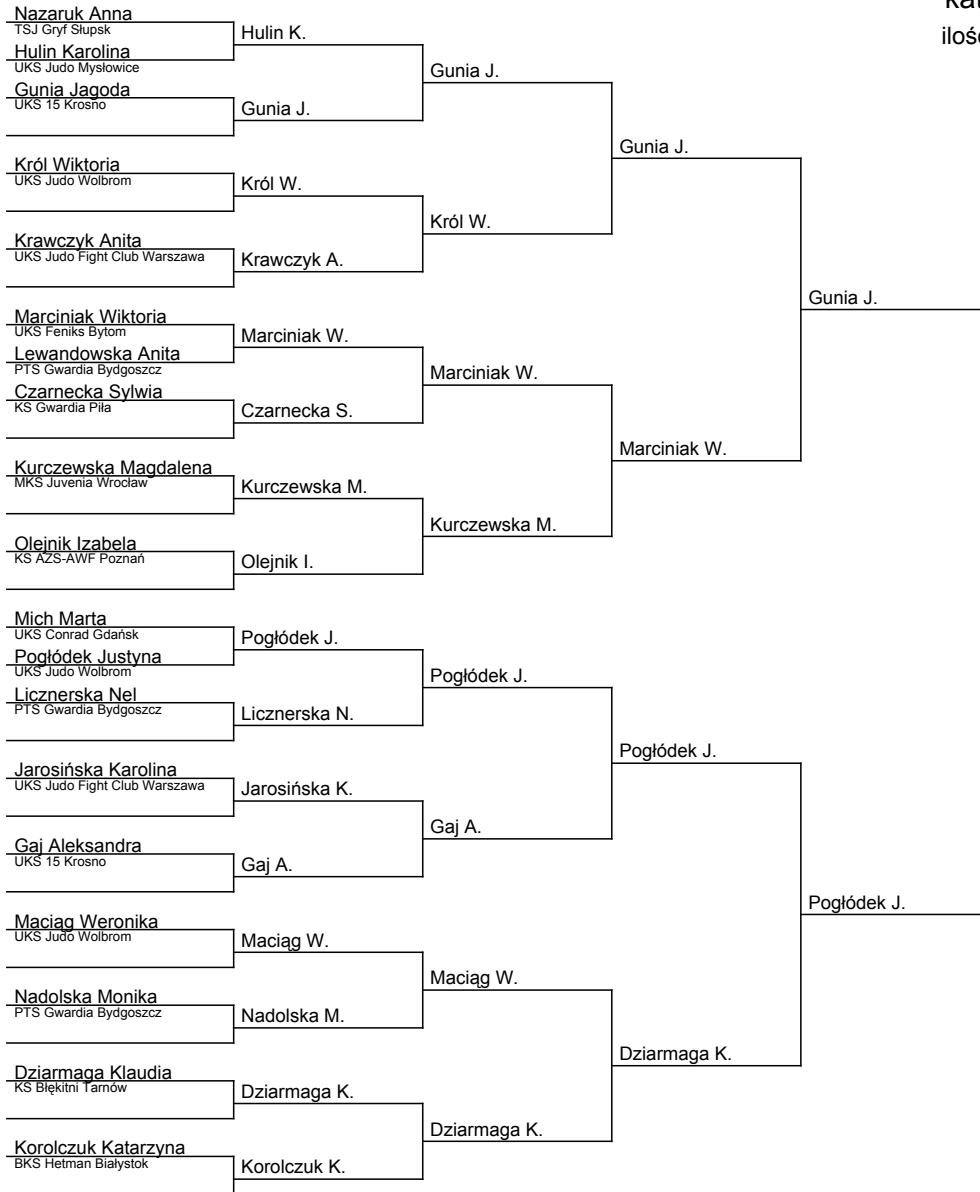 Nazaruk Anna
TSJ Gryf Słupsk
Hulin Karolina
UKS Judo Mysłowice
Gunia Jagoda
UKS 15 Krosno
Król Wiktoria
UKS Judo Wolbrom
Krawczyk Anita
UKS Judo Fight Club Warszawa
Marciniak Wiktoria
UKS Feniks Bytom
Lewandowska Anita
PTS Gwardia Bydgoszcz
Czarnecka Sylwia
KS Gwardia Piła
Kurczewska Magdalena
MKS Juvenia Wrocław
Olejnik Izabela
KS AZS-AWF Poznań
Mich Marta
UKS Conrad Gdańsk
Pogłódek Justyna
UKS Judo Wolbrom
Licznerska Nel
PTS Gwardia Bydgoszcz
Jarosińska Karolina
UKS Judo Fight Club Warszawa
Gaj Aleksandra
UKS 15 Krosno
Maciąg Weronika
UKS Judo Wolbrom
Nadolska Monika
PTS Gwardia Bydgoszcz
Dziarmaga Klaudia
KS Błękitni Tarnów
Korolczuk Katarzyna
BKS Hetman Białystok
Hulin K.
Gunia J.
Król W.
Krawczyk A.
Marciniak W.
Czarnecka S.
Kurczewska M.
Olejnik I.
Pogłódek J.
Licznerska N.
Jarosińska K.
Gaj A.
Maciąg W.
Nadolska M.
Dziarmaga K.
Korolczuk K.
Gunia J.
Król W.
Marciniak W.
Kurczewska M.
Pogłódek J.
Gaj A.
Maciąg W.
Dziarmaga K.
Gunia J.
Marciniak W.
Pogłódek J.
Dziarmaga K.
Gunia J.
Pogłódek J.